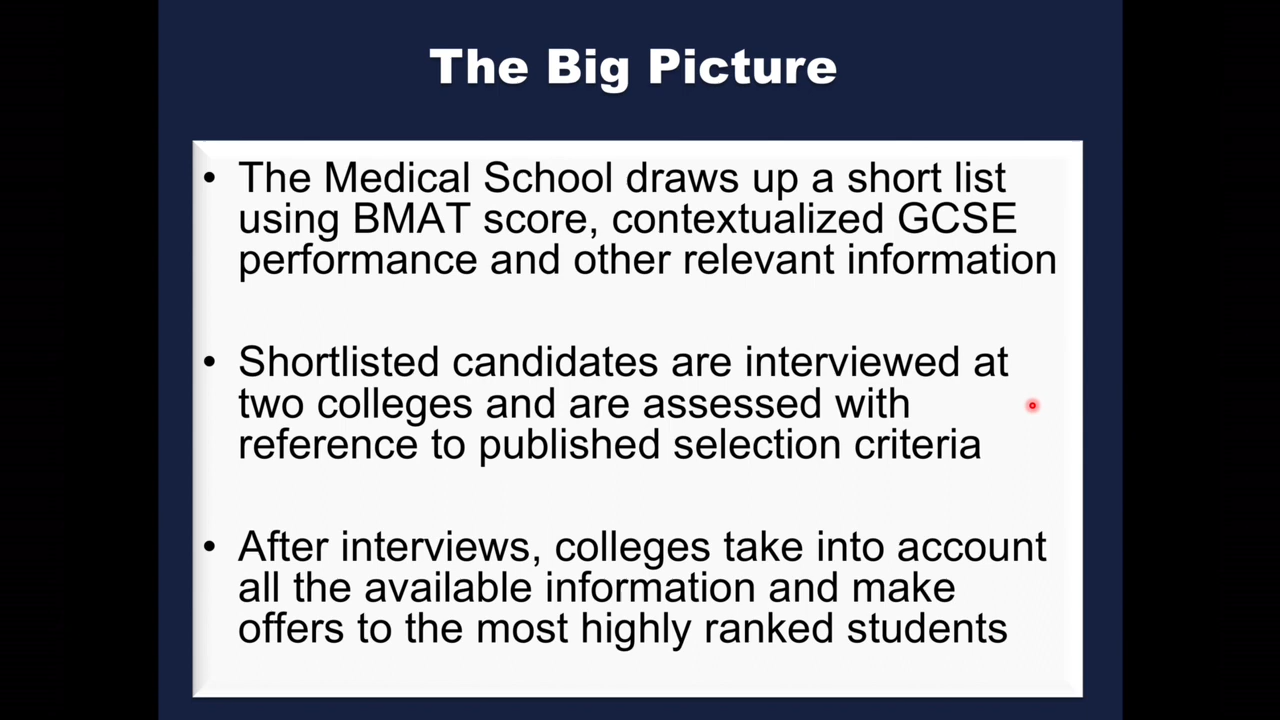 The Big Picture
• The Medical School draws up a short list
using BMAT score, contextualized GCSE
performance and other relevant information
• Shortlisted candidates are interviewed at
two colleges and are assessed with
reference to published selection criteria
• After interviews, colleges take into account
all the available information and make
offers to the most highly ranked students